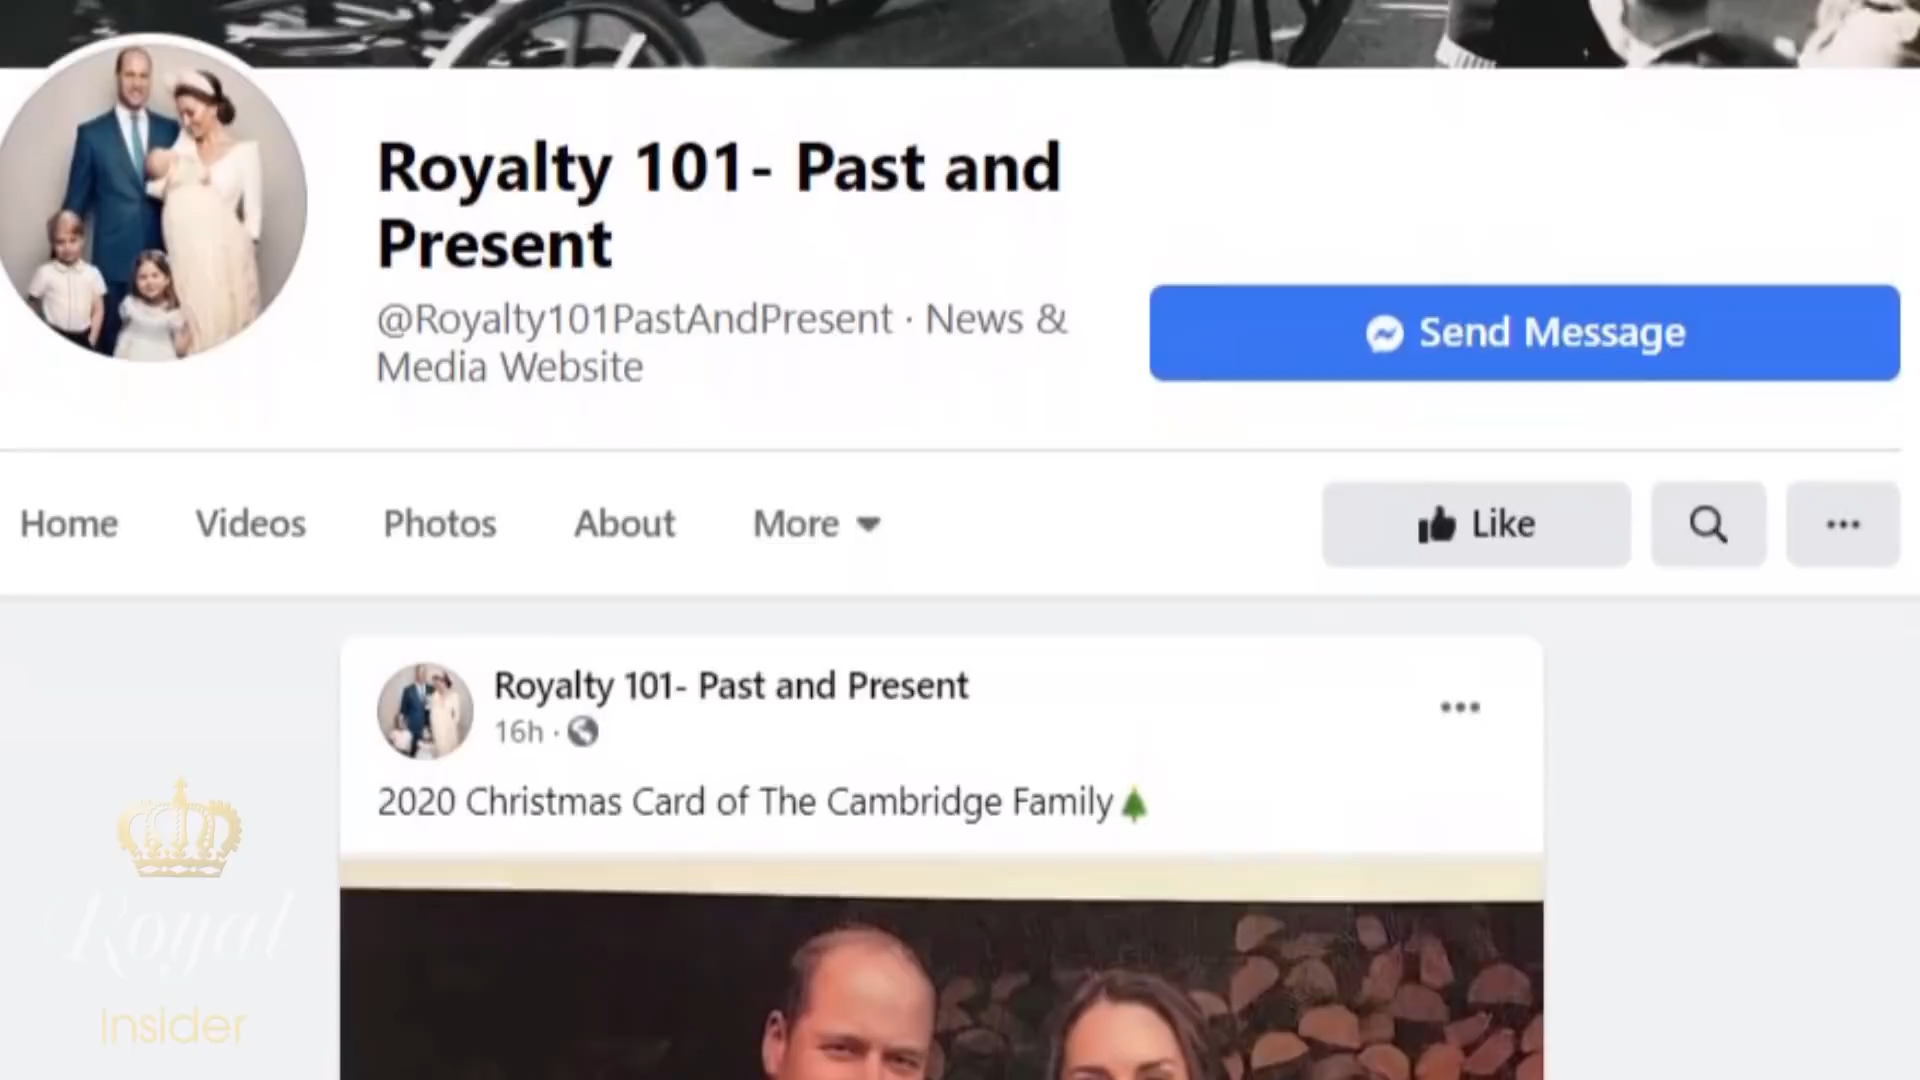 Royalty 101- Past and
Present
@Royalty101PastAndPresent · News &
Media Website
Send Message
Home Videos Photos About More
Like
Royalty 101- Past and Present
16h ·
2020 Christmas Card of The Cambridge Family🌲
Royal
insider